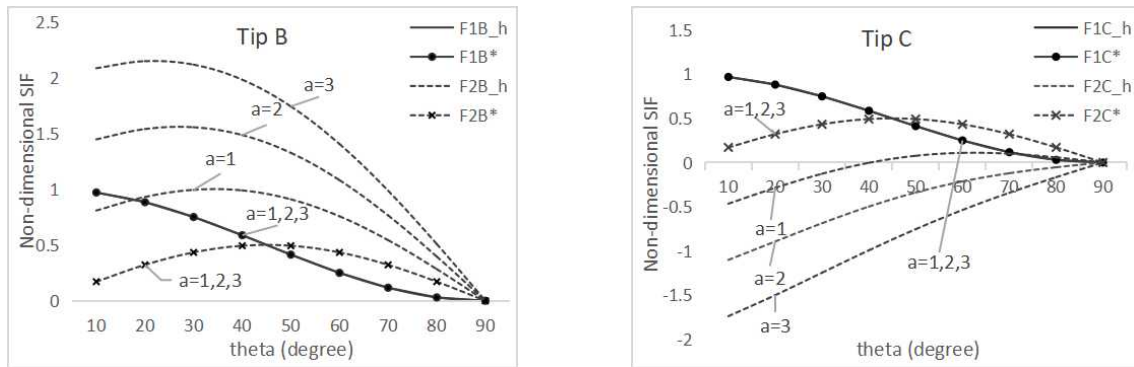 Tip B
Non-dimensional SIF
2.5
2
1.5
1
0.5
0
10 20 30 40 50 60 70 80 90
theta (degree)
a=3
a=2
a=1
a=1,2,3
a=1,2,3
F1B_h
F1B*
F2B_h
F2B*
Tip C
Non-dimensional SIF
1.5
1
0.5
0
-0.5
-1
-1.5
-2
10 20 30 40 50 60 70 80 90
theta (degree)
a=1,2,3
a=1
a=2
a=3
a=1,2,3
F1C_h
F1C*
F2C_h
F2C*